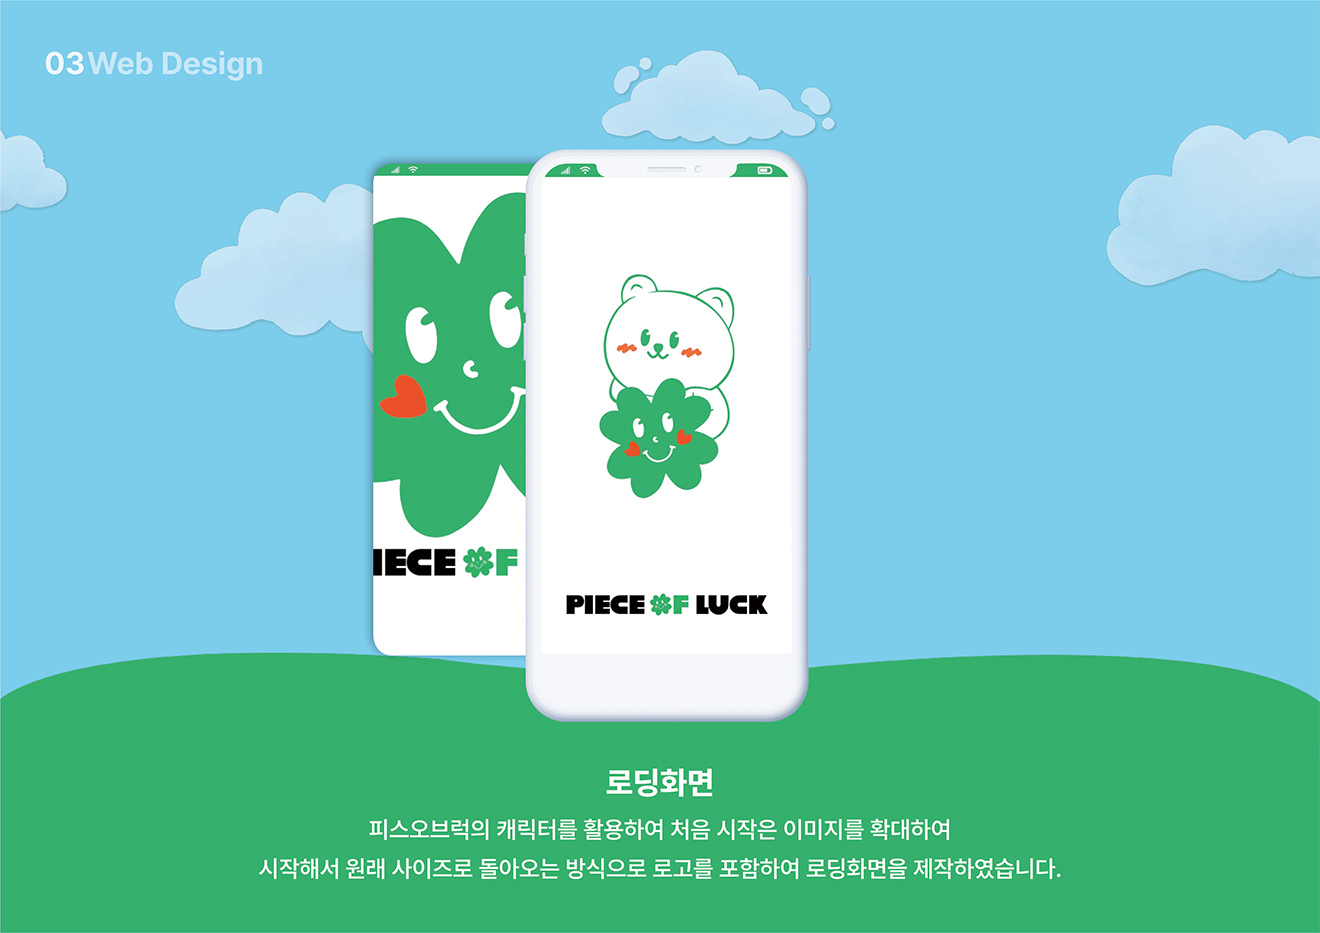 03 Web Design
IECE OF
PIECE OF LUCK
로딩화면
피스오브럭의 캐릭터를 활용하여 처음 시작은 이미지를 확대하여
시작해서 원래 사이즈로 돌아오는 방식으로 로고를 포함하여 로딩화면을 제작하였습니다.